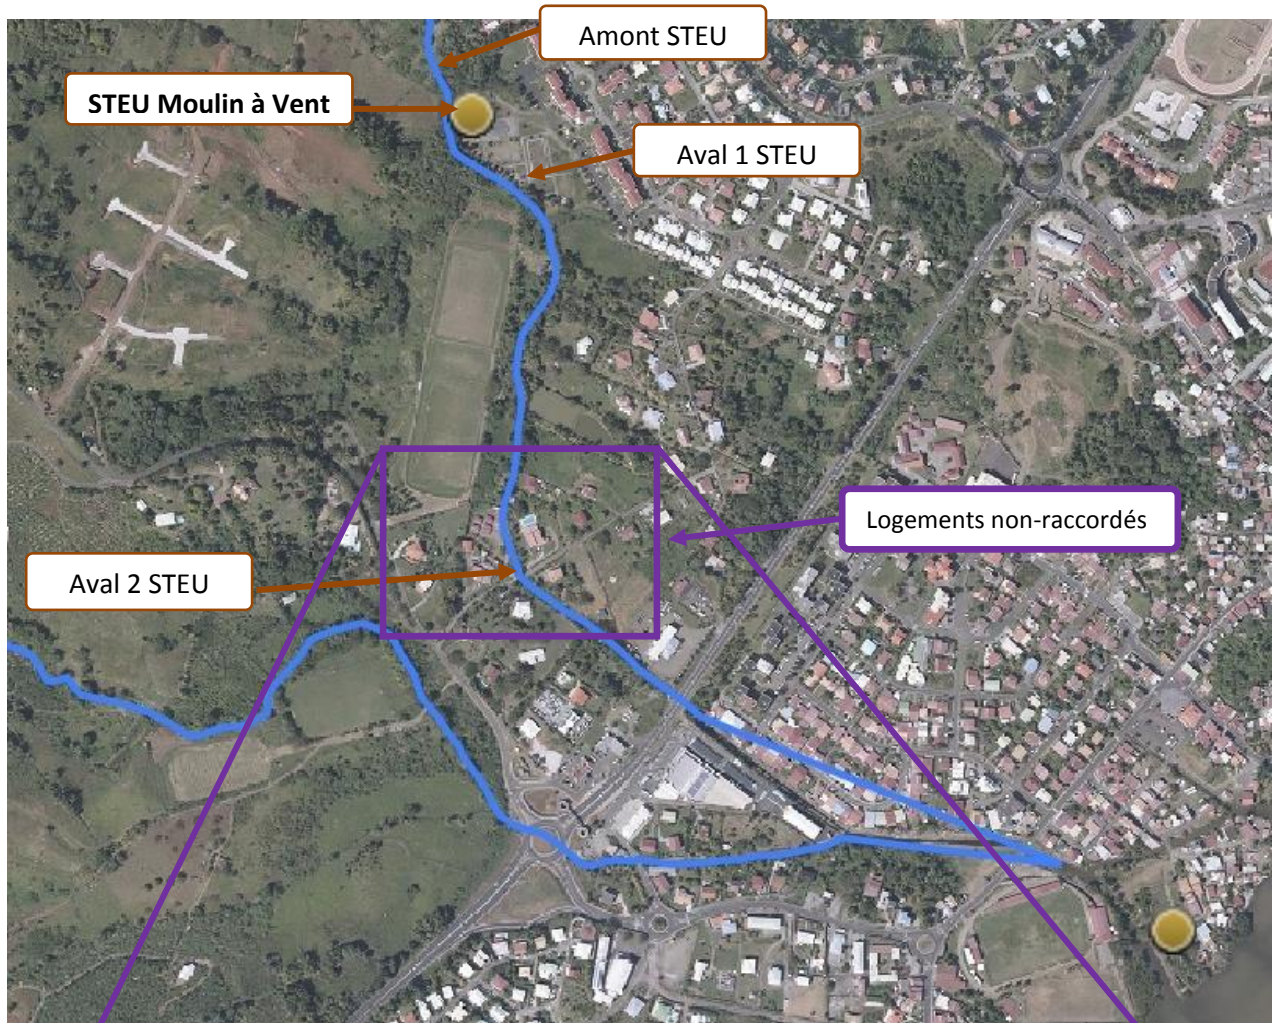 Amont STEU
STEU Moulin à Vent
Aval 1 STEU
Logements non-raccordés
Aval 2 STEU